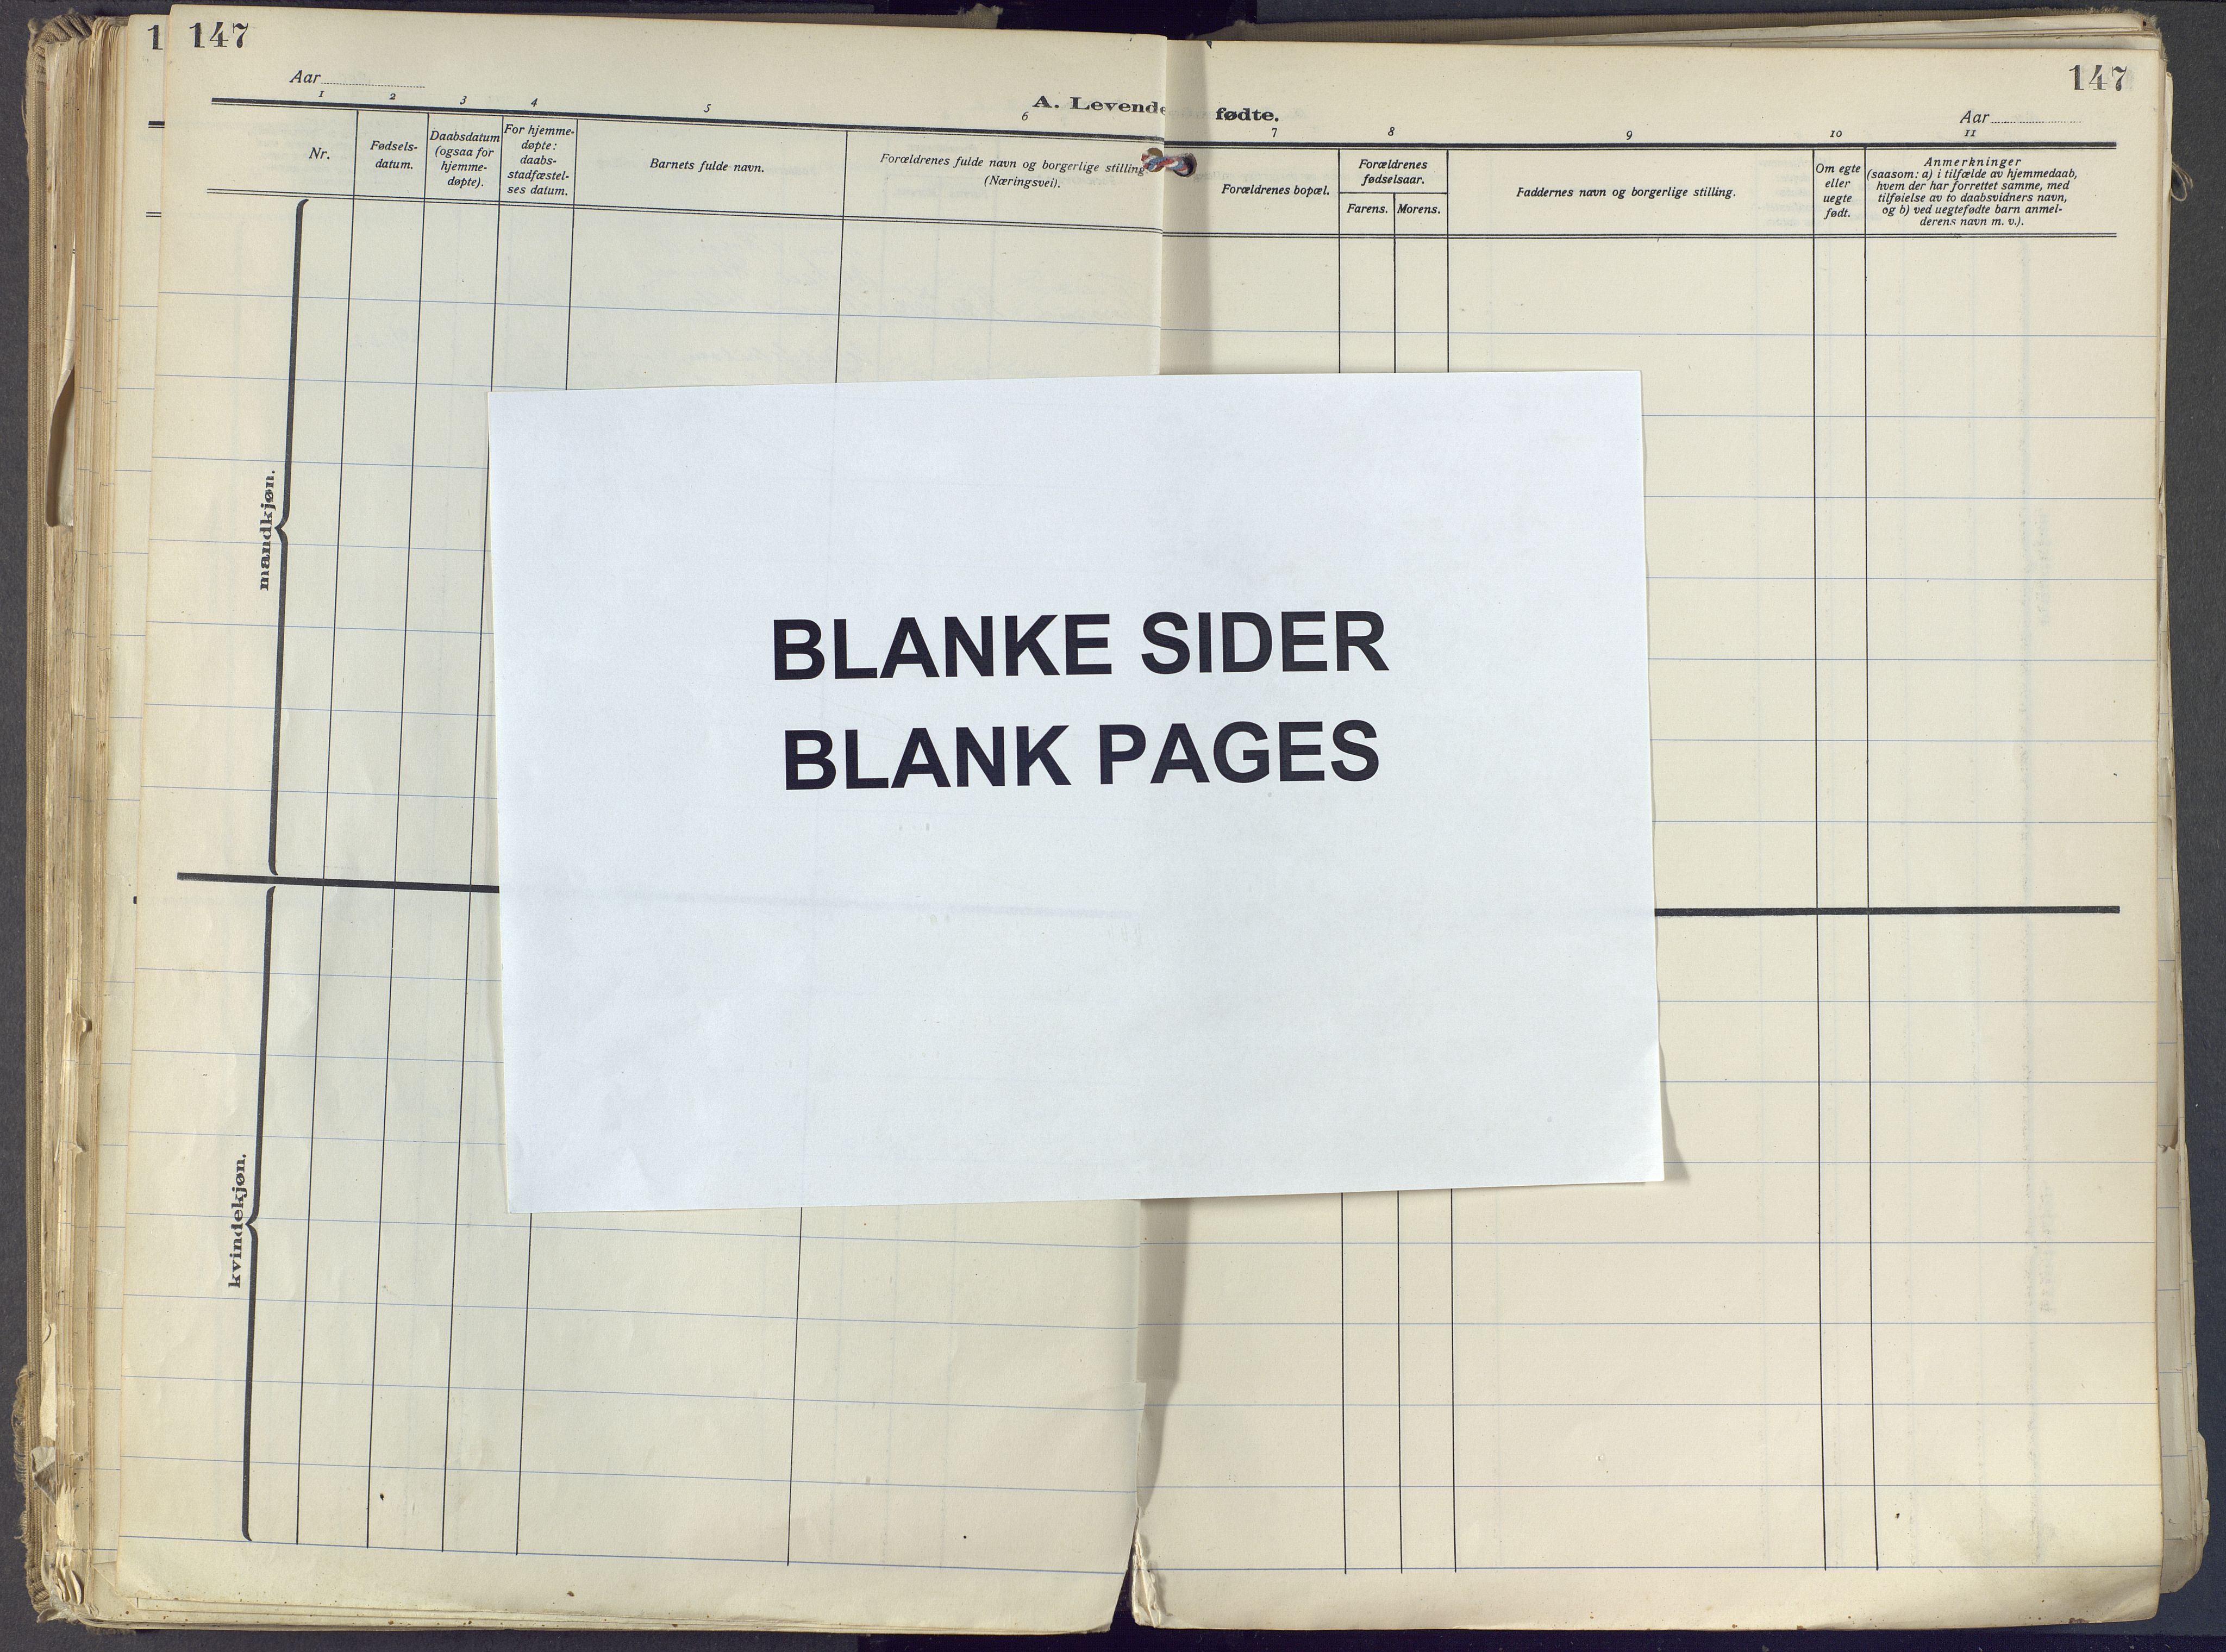 1
147
147
Aar
A. Levende fødte.
Aar
1
2
3
4
5
6
7
8
9
10
11
Nr.
Fødsels-
datum.
Daabsdatum
(ogsaa for
hjemme-
døpte).
For hjemme-
døpte:
daabs-
stadfæstel-
ses datum.
Barnets fulde navn.
Forældrenes fulde navn og borgerlige stilling
(Næringsvei).
Forældrenes bopæl.
Forældrenes
fødselsaar.
Farens.
Morens.
Faddernes navn og borgerlige stilling.
Om egte
eller
uegte
født.
Anmerkninger
(saasom: a) i tilfælde av hjemmedaab,
hvem der har forrettet samme, med
tilføielse av to daabsvidners navn,
og b) ved uegtefødte barn anmel-
derens navn m. v.).
mandkjøn.
BLANKE SIDER
BLANK PAGES
kvindekjøn.